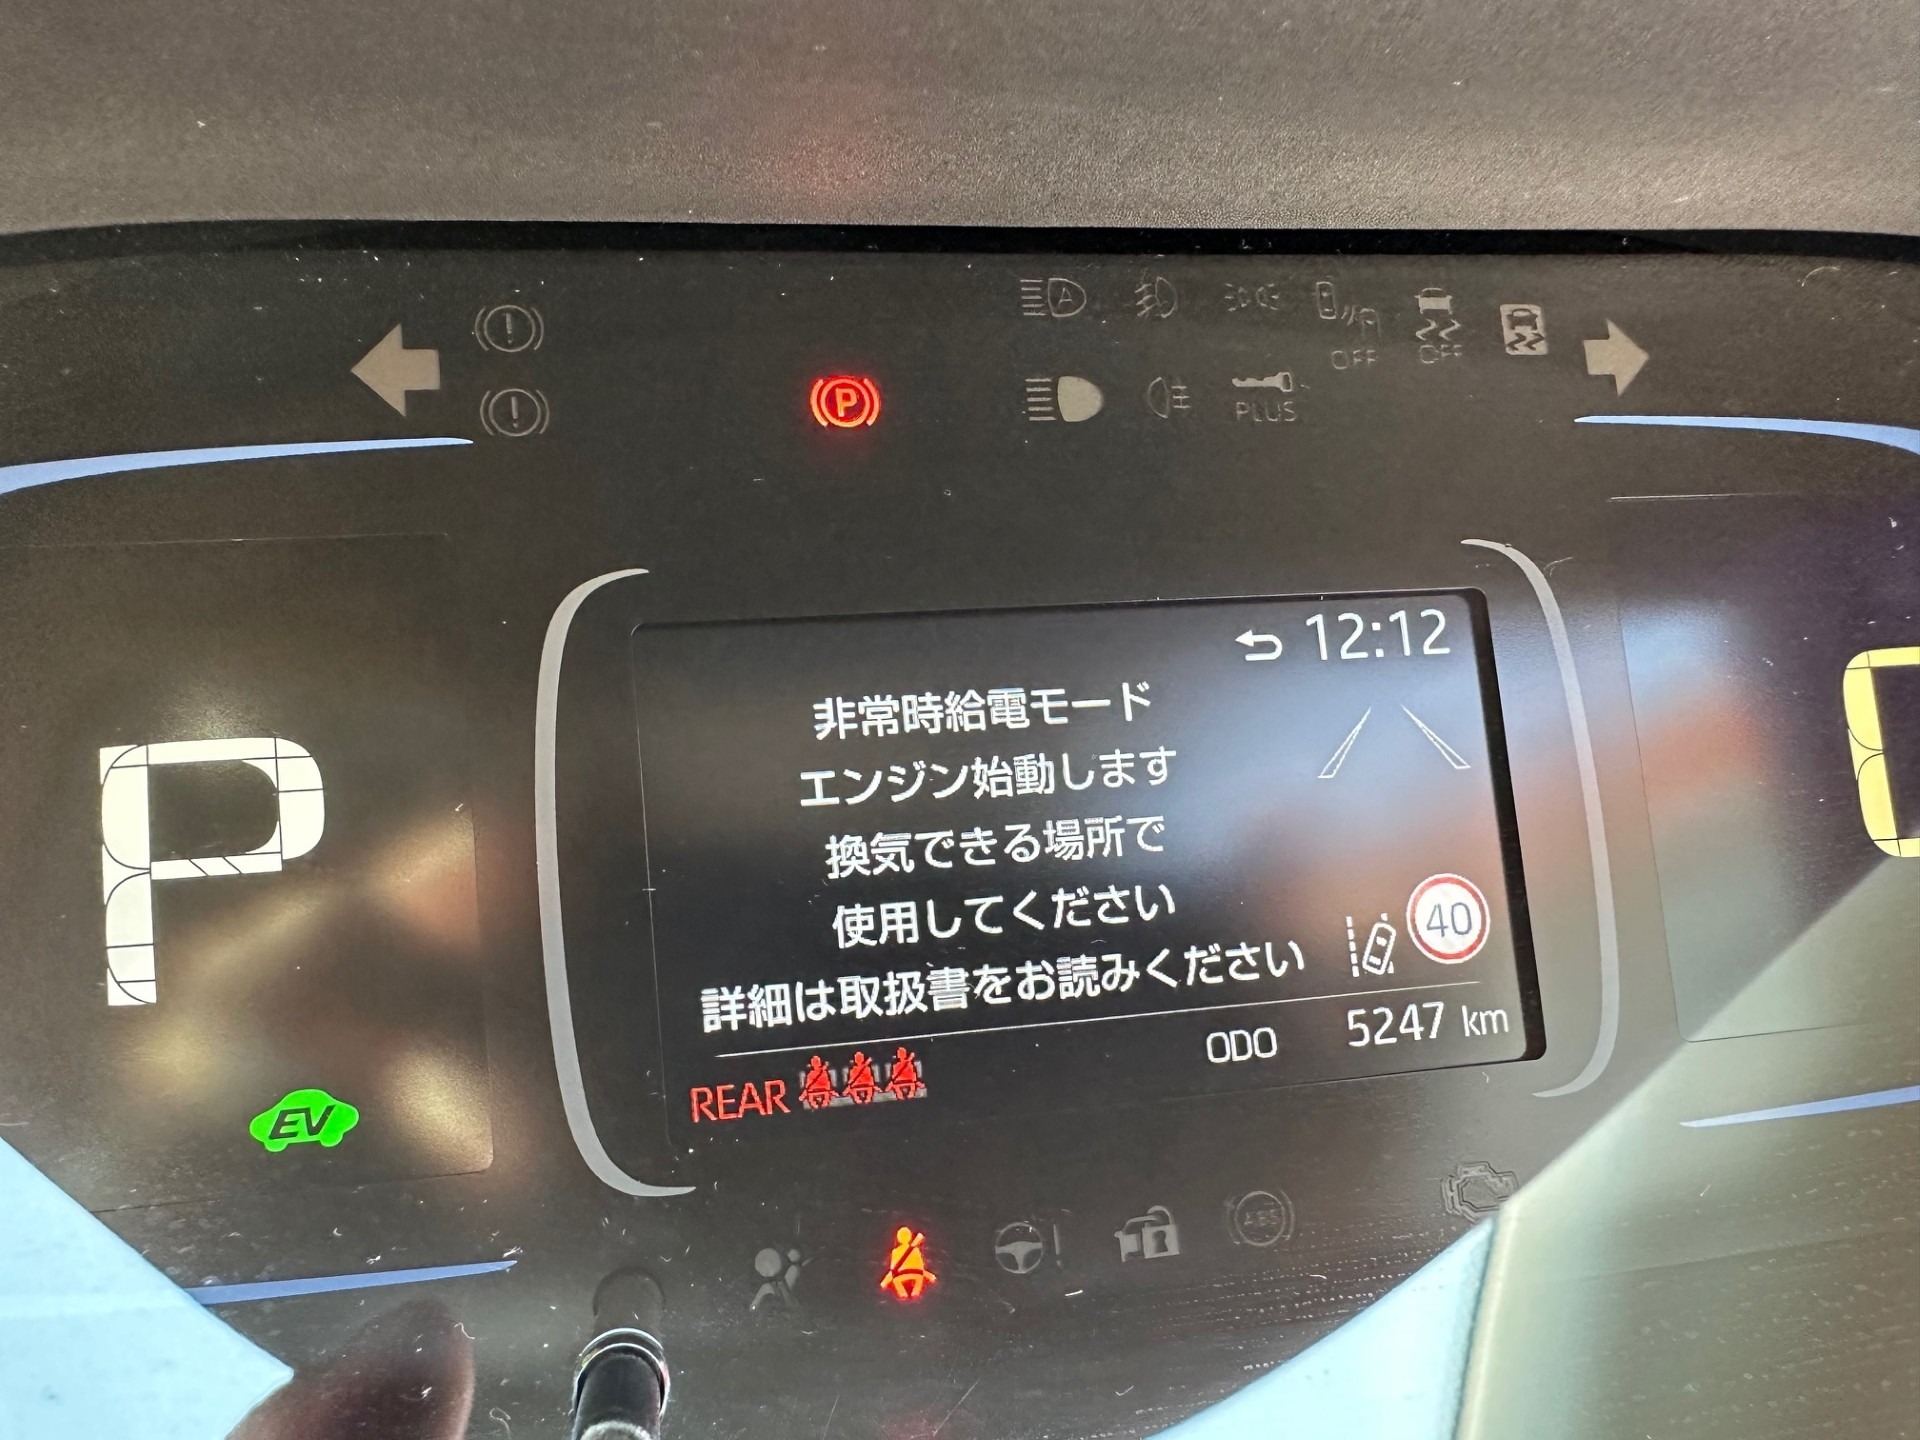 A
OFF
OFF
P
PLUS
12:12
非常時給電モード
エンジン始動します
換気できる場所で
使用してください
詳細は取扱書をお読みください
40
ODO 5247 km
REAR
P
EV
ABS